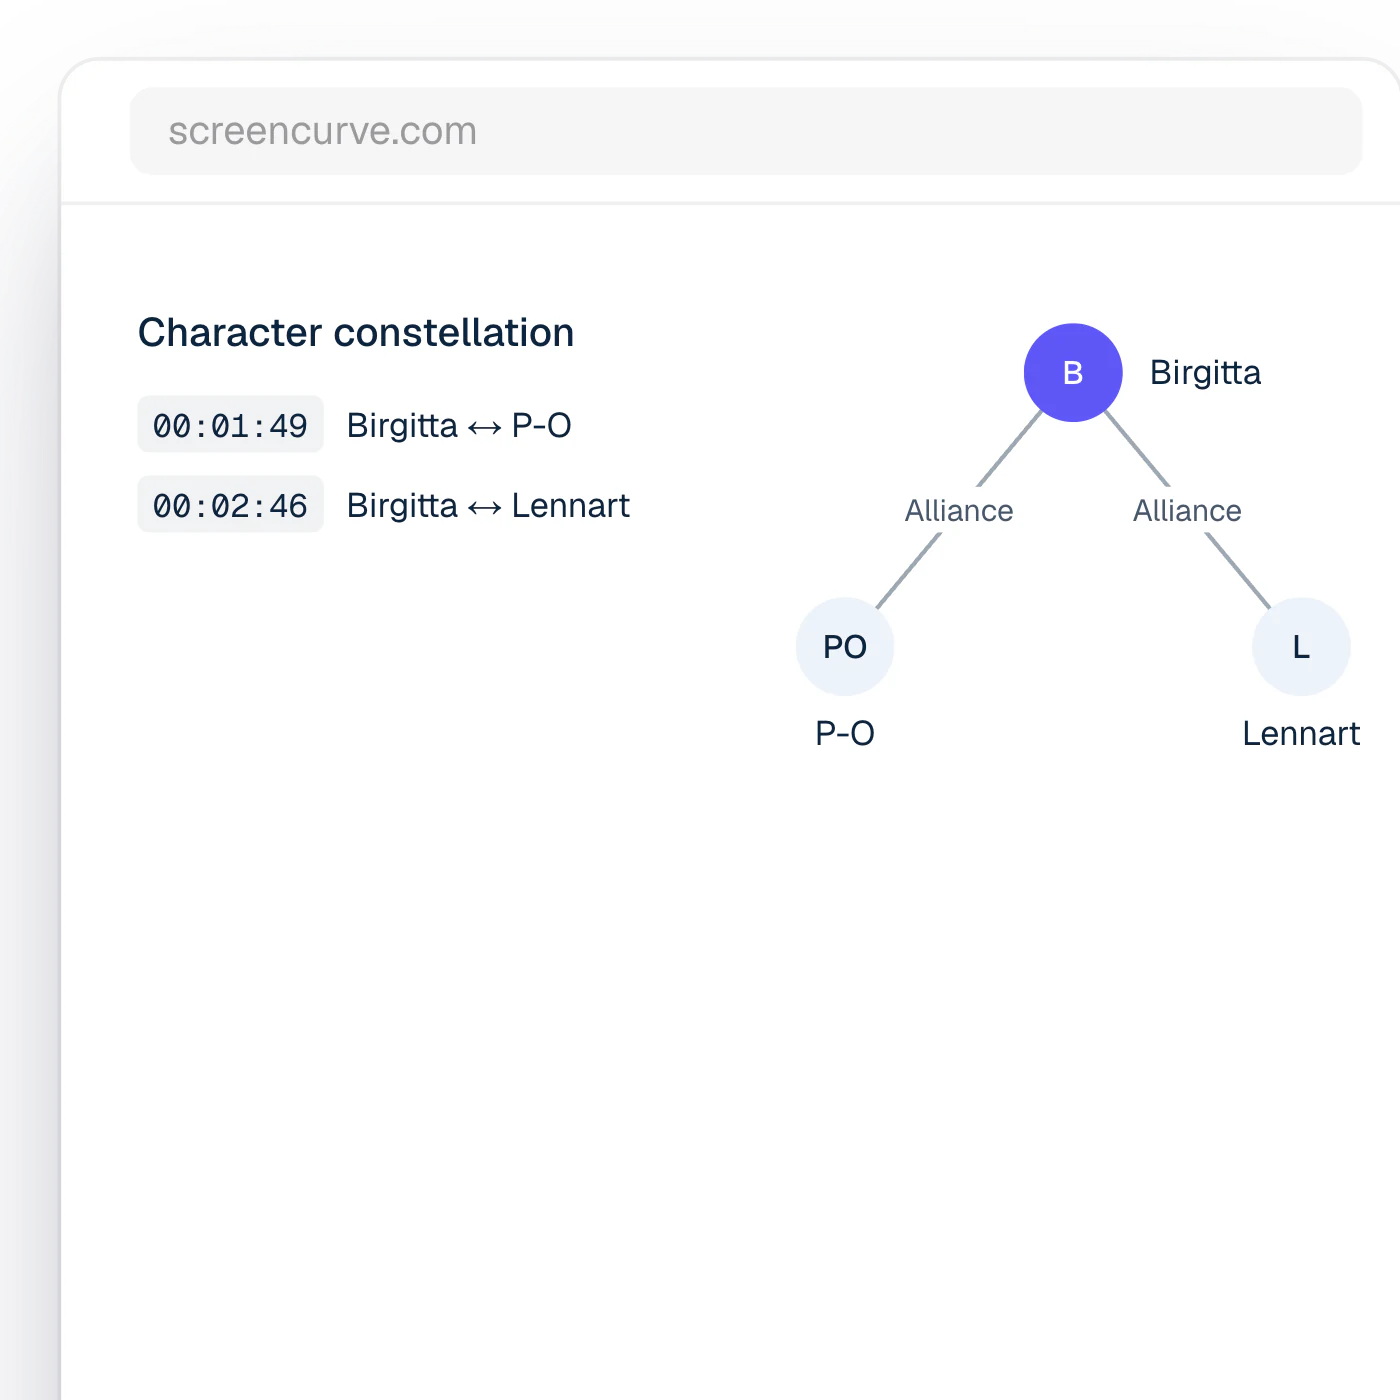 screencurve.com
Character constellation
00:01:49 Birgitta ↔ P-O
00:02:46 Birgitta ↔ Lennart
B Birgitta
Alliance Alliance
PO L
P-O Lennart